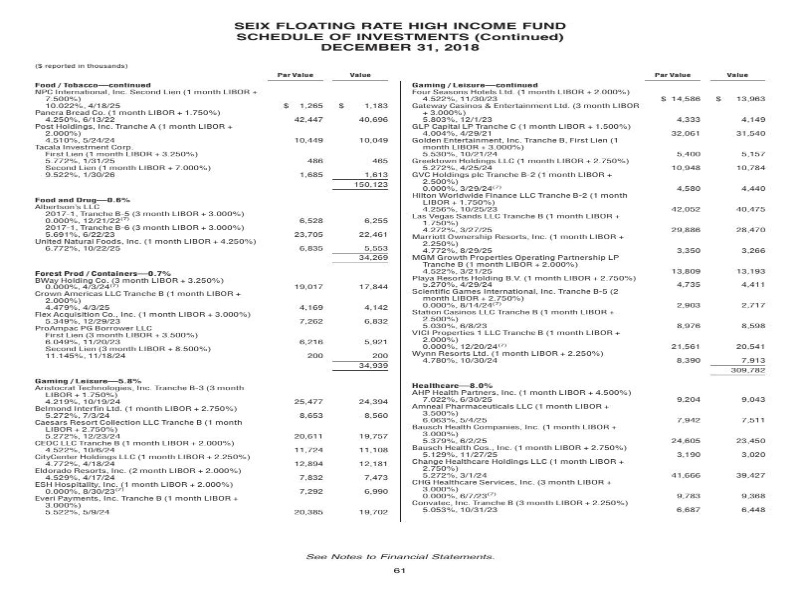 SEIX FLOATING RATE HIGH INCOME FUND
SCHEDULE OF INVESTMENTS (Continued)
DECEMBER 31, 2018
($ reported in thousands)
Par Value Value
Food / Tobacco—continued
NPC International, Inc. Second Lien (1 month LIBOR +
7.500%)
10.022%, 4/18/25 $ 1,265 $ 1,183
Panera Bread Co. (1 month LIBOR + 1.750%)
4.250%, 6/13/22 42,447 40,696
Post Holdings, Inc. Tranche A (1 month LIBOR +
2.000%)
4.510%, 5/24/24 10,449 10,049
Tacala Investment Corp.
First Lien (1 month LIBOR + 3.250%)
5.772%, 1/31/25 486 465
Second Lien (1 month LIBOR + 7.000%)
9.522%, 1/30/26 1,685 1,613
150,123
Food and Drug—0.6%
Albertson's LLC
2017-1, Tranche B-5 (3 month LIBOR + 3.000%)
0.000%, 12/21/22(7) 6,528 6,255
2017-1, Tranche B-6 (3 month LIBOR + 3.000%)
5.691%, 6/22/23 23,705 22,461
United Natural Foods, Inc. (1 month LIBOR + 4.250%)
6.772%, 10/22/25 6,835 5,553
34,269
Forest Prod / Containers—0.7%
BWay Holding Co. (3 month LIBOR + 3.250%)
0.000%, 4/3/24(7) 19,017 17,844
Crown Americas LLC Tranche B (1 month LIBOR +
2.000%)
4.479%, 4/3/25 4,169 4,142
Flex Acquisition Co., Inc. (1 month LIBOR + 3.000%)
5.349%, 12/29/23 7,262 6,832
ProAmpac PG Borrower LLC
First Lien (3 month LIBOR + 3.500%)
6.049%, 11/20/23 6,216 5,921
Second Lien (3 month LIBOR + 8.500%)
11.145%, 11/18/24 200 200
34,939
Gaming / Leisure—5.8%
Aristocrat Technologies, Inc. Tranche B-3 (3 month
LIBOR + 1.750%)
4.219%, 10/19/24 25,477 24,394
Belmond Interfin Ltd. (1 month LIBOR + 2.750%)
5.272%, 7/3/24 8,653 8,560
Caesars Resort Collection LLC Tranche B (1 month
LIBOR + 2.750%)
5.272%, 12/23/24 20,611 19,757
CEOC LLC Tranche B (1 month LIBOR + 2.000%)
4.522%, 10/6/24 11,724 11,108
CityCenter Holdings LLC (1 month LIBOR + 2.250%)
4.772%, 4/18/24 12,894 12,181
Eldorado Resorts, Inc. (2 month LIBOR + 2.000%)
4.529%, 4/17/24 7,832 7,473
ESH Hospitality, Inc. (1 month LIBOR + 2.000%)
0.000%, 8/30/23(7) 7,292 6,990
Everi Payments, Inc. Tranche B (1 month LIBOR +
3.000%)
5.522%, 5/9/24 20,385 19,702
Par Value Value
Gaming / Leisure—continued
Four Seasons Hotels Ltd. (1 month LIBOR + 2.000%)
4.522%, 11/30/23 $ 14,586 $ 13,963
Gateway Casinos & Entertainment Ltd. (3 month LIBOR
+ 3.000%)
5.803%, 12/1/23 4,333 4,149
GLP Capital LP Tranche C (1 month LIBOR + 1.500%)
4.004%, 4/29/21 32,061 31,540
Golden Entertainment, Inc. Tranche B, First Lien (1
month LIBOR + 3.000%)
5.530%, 10/21/24 5,400 5,157
Greektown Holdings LLC (1 month LIBOR + 2.750%)
5.272%, 4/25/24 10,948 10,784
GVC Holdings plc Tranche B-2 (1 month LIBOR +
2.500%)
0.000%, 3/29/24(7) 4,580 4,440
Hilton Worldwide Finance LLC Tranche B-2 (1 month
LIBOR + 1.750%)
4.256%, 10/25/23 42,052 40,475
Las Vegas Sands LLC Tranche B (1 month LIBOR +
1.750%)
4.272%, 3/27/25 29,886 28,470
Marriott Ownership Resorts, Inc. (1 month LIBOR +
2.250%)
4.772%, 8/29/25 3,350 3,266
MGM Growth Properties Operating Partnership LP
Tranche B (1 month LIBOR + 2.000%)
4.522%, 3/21/25 13,809 13,193
Playa Resorts Holding B.V. (1 month LIBOR + 2.750%)
5.270%, 4/29/24 4,735 4,411
Scientific Games International, Inc. Tranche B-5 (2
month LIBOR + 2.750%)
0.000%, 8/14/24(7) 2,903 2,717
Station Casinos LLC Tranche B (1 month LIBOR +
2.500%)
5.030%, 6/8/23 8,976 8,598
VICI Properties 1 LLC Tranche B (1 month LIBOR +
2.000%)
0.000%, 12/20/24(7) 21,561 20,541
Wynn Resorts Ltd. (1 month LIBOR + 2.250%)
4.780%, 10/30/24 8,390 7,913
309,782
Healthcare—8.0%
AHP Health Partners, Inc. (1 month LIBOR + 4.500%)
7.022%, 6/30/25 9,204 9,043
Amneal Pharmaceuticals LLC (1 month LIBOR +
3.500%)
6.063%, 5/4/25 7,942 7,511
Bausch Health Companies, Inc. (1 month LIBOR +
3.000%)
5.379%, 6/2/25 24,605 23,450
Bausch Health Cos., Inc. (1 month LIBOR + 2.750%)
5.129%, 11/27/25 3,190 3,020
Change Healthcare Holdings LLC (1 month LIBOR +
2.750%)
5.272%, 3/1/24 41,666 39,427
CHG Healthcare Services, Inc. (3 month LIBOR +
3.000%)
0.000%, 6/7/23(7) 9,783 9,368
Convatec, Inc. Tranche B (3 month LIBOR + 2.250%)
5.053%, 10/31/23 6,687 6,448
See Notes to Financial Statements.
61